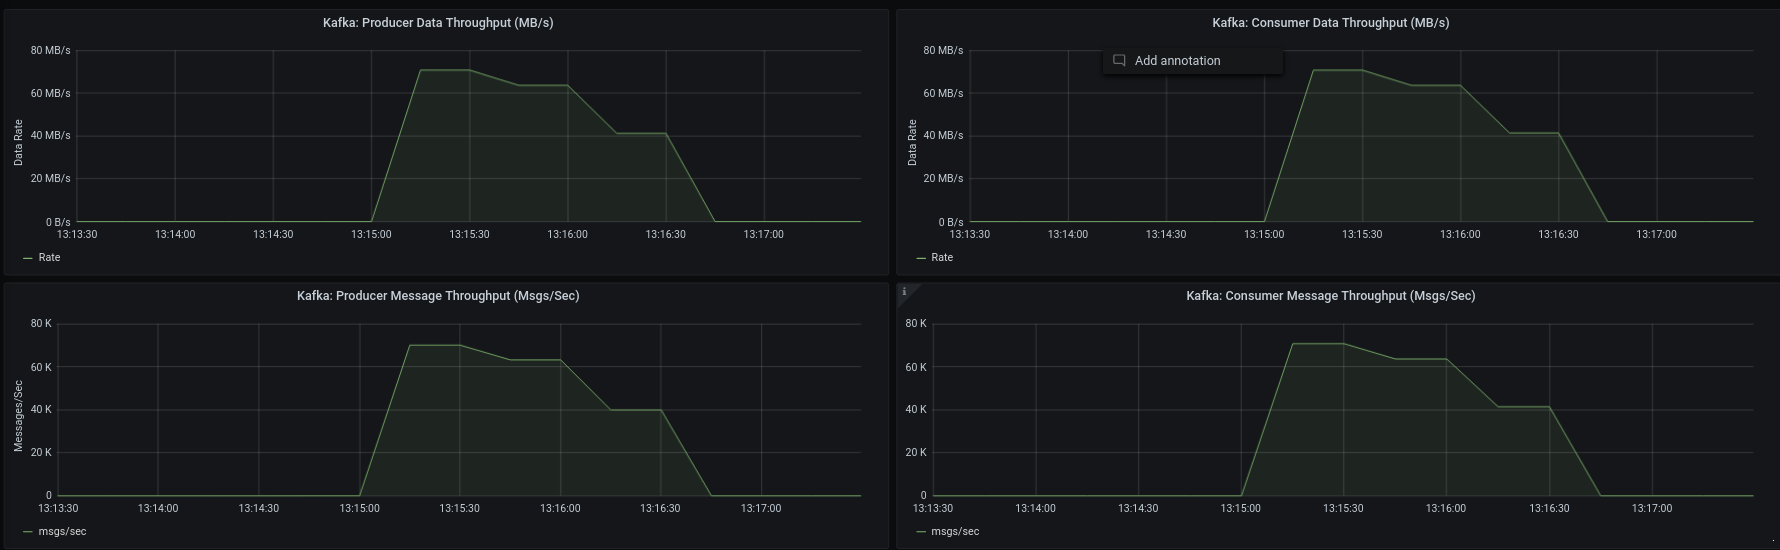 Kafka: Producer Data Throughput (MB/s)
80 MB/s
60 MB/s
40 MB/s
20 MB/s
0 B/s
Data Rate
13:13:30 13:14:00 13:14:30 13:15:00 13:15:30 13:16:00 13:16:30 13:17:00
Rate
Kafka: Consumer Data Throughput (MB/s)
Add annotation
80 MB/s
60 MB/s
40 MB/s
20 MB/s
0 B/s
Data Rate
13:13:30 13:14:00 13:14:30 13:15:00 13:15:30 13:16:00 13:16:30 13:17:00
Rate
Kafka: Producer Message Throughput (Msgs/Sec)
80 K
60 K
40 K
20 K
0
Messages/Sec
13:13:30 13:14:00 13:14:30 13:15:00 13:15:30 13:16:00 13:16:30 13:17:00
msgs/sec
i
Kafka: Consumer Message Throughput (Msgs/Sec)
80 K
60 K
40 K
20 K
0
13:13:30 13:14:00 13:14:30 13:15:00 13:15:30 13:16:00 13:16:30 13:17:00
msgs/sec